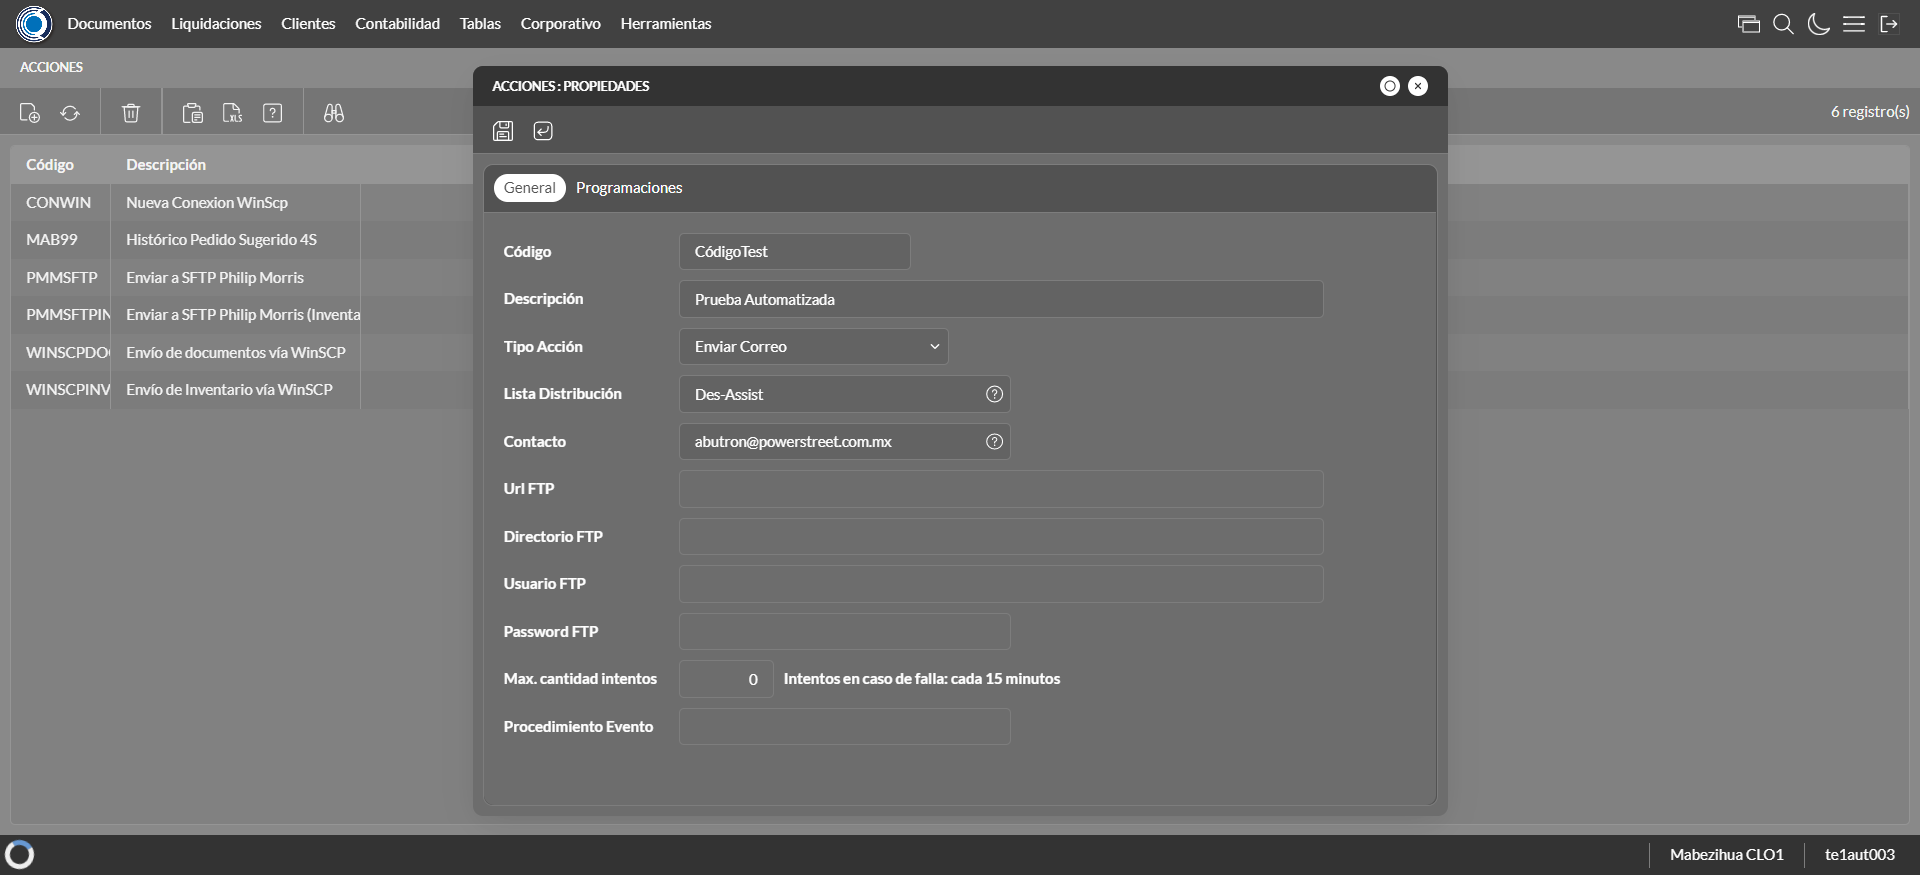 Documentos Liquidaciones Clientes Contabilidad Tablas Corporativo Herramientas
ACCIONES
XLS
?
6 registro(s)
Código Descripción
CONWIN Nueva Conexion WinScp
MAB99 Histórico Pedido Sugerido 4S
PMMSFTP Enviar a SFTP Philip Morris
PMMSFTPIN Enviar a SFTP Philip Morris (Inventa
WINSCPDO Envío de documentos vía WinSCP
WINSCPINV Envío de Inventario vía WinSCP
ACCIONES : PROPIEDADES
General Programaciones
Código CódigoTest
Descripción Prueba Automatizada
Tipo Acción Enviar Correo
Lista Distribución Des-Assist ?
Contacto abutron@powerstreet.com.mx ?
Url FTP
Directorio FTP
Usuario FTP
Password FTP
Max. cantidad intentos 0 Intentos en caso de falla: cada 15 minutos
Procedimiento Evento
Mabezihua CLO1 te1aut003